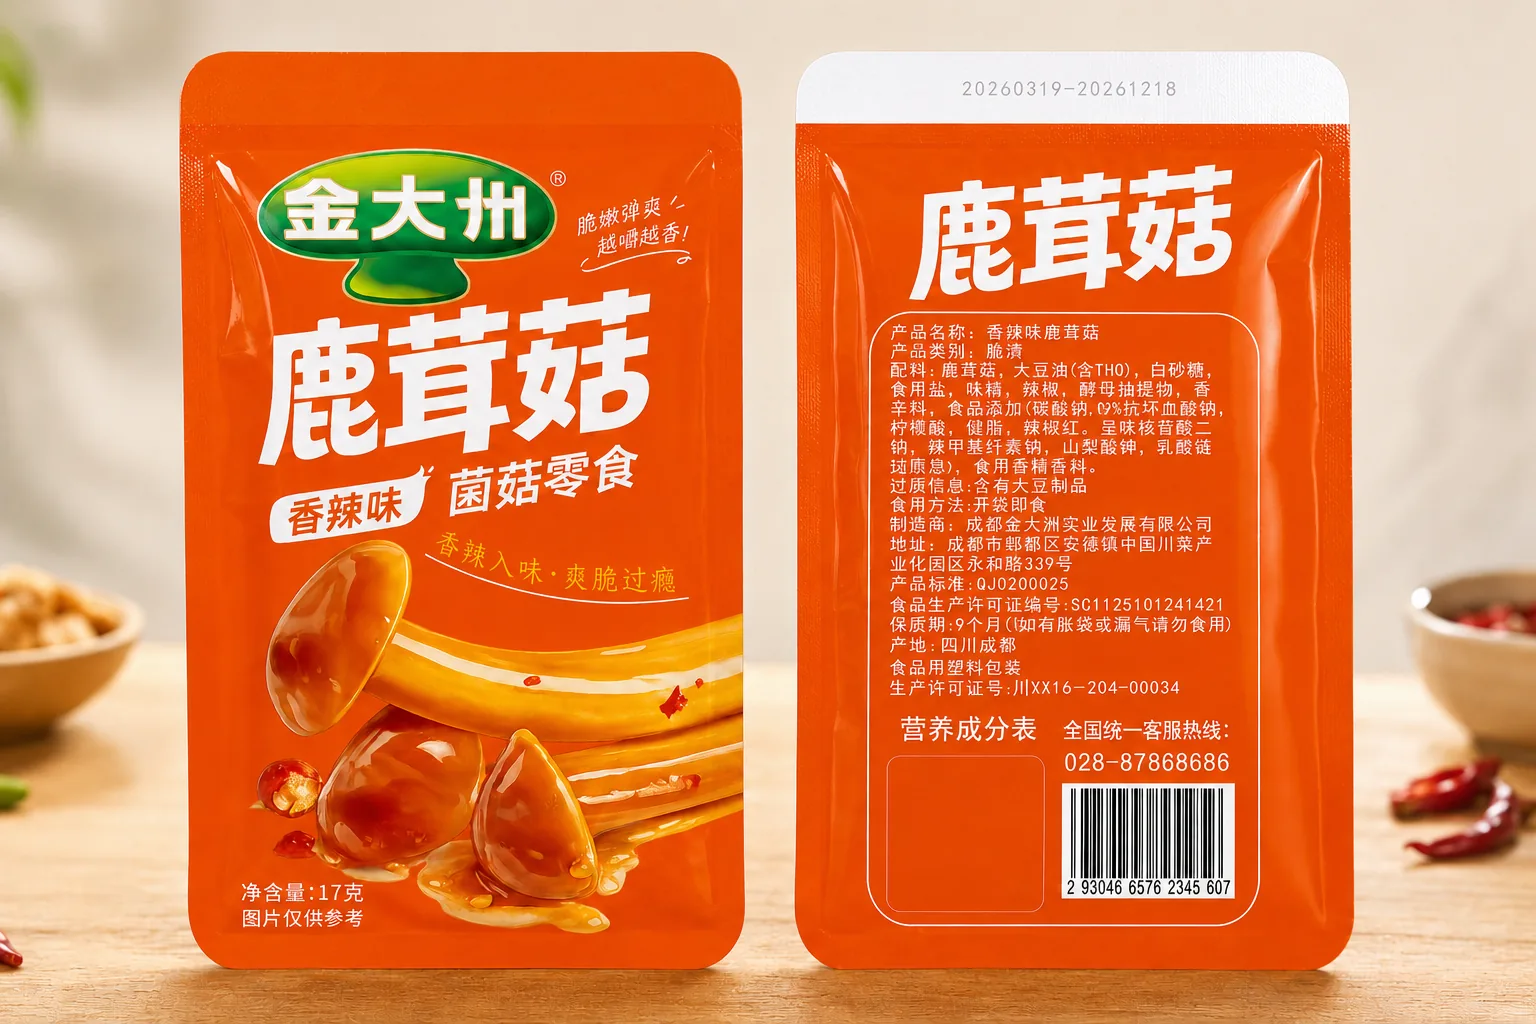 金大州
®
脆嫩弹爽
越嚼越香!
鹿茸菇
香辣味
菌菇零食
香辣入味·爽脆过瘾
净含量:17克
图片仅供参考
20260319-20261218
鹿茸菇
产品名称: 香辣味鹿茸菇
产品类别: 脆渍
配料: 鹿茸菇, 大豆油(含THO), 白砂糖,
食用盐, 味精, 辣椒, 酵母抽提物, 香
辛料, 食品添加(碳酸钠, %抗坏血酸钠,
柠檬酸, 健脂, 辣椒红。呈味核苷酸二
钠, 辣甲基纤素钠, 山梨酸钾, 乳酸链
食用香精香料。
过质信息:含有大豆制品
食用方法:开袋即食
制造商: 成都金大洲实业发展有限公司
地址: 成都市郫都区安德镇中国川菜产
业化园区永和路339号
产品标准:QJ0200025
食品生产许可证编号:SC1125101241421
保质期:9个月(如有胀袋或漏气请勿食用)
产地:四川成都
食品用塑料包装
生产许可证号:川XX16-204-00034
营养成分表
全国统一客服热线:
028-87868686
2 93046 6576 2345 607